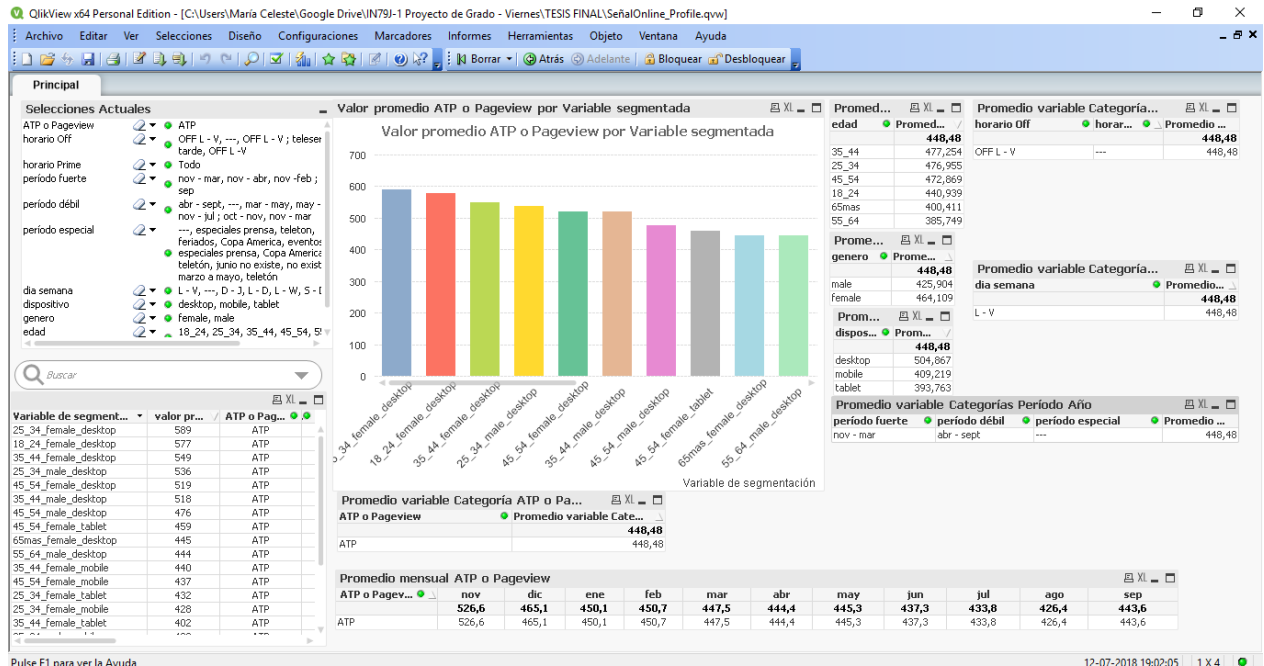 QlikView x64 Personal Edition - [C:\Users\María Celeste\Google Drive\IN79J-1 Proyecto de Grado - Viernes\TESIS FINAL\SeñalOnline_Profile.qvw]
Archivo Editar Ver Selecciones Diseño Configuraciones Marcadores Informes Herramientas Objeto Ventana Ayuda
Borrar Atrás Adelante Bloquear Desbloquear
Principal
Selecciones Actuales
ATP o Pageview ATP
horario Off OFF L - V, ---, OFF L - V ; teleser
tarde, OFF L -V
horario Prime Todo
período fuerte nov - mar, nov - abr, nov -feb ;
sep
período débil abr - sept, ---, mar - may, may -
nov - jul ; oct - nov, nov - mar
período especial ---, especiales prensa, teleton,
feriados, Copa America, eventos
especiales prensa, Copa America
teletón, junio no existe, no exist
marzo a mayo, teletón
dia semana L - V, ---, D - J, L - D, L - W, S - D
dispositivo desktop, mobile, tablet
genero female, male
edad 18_24, 25_34, 35_44, 45_54,
Buscar
Variable de segment... valor pr... ATP o Pag...
25_34_female_desktop 589 ATP
18_24_female_desktop 577 ATP
35_44_female_desktop 549 ATP
25_34_male_desktop 536 ATP
45_54_female_desktop 519 ATP
35_44_male_desktop 518 ATP
45_54_male_desktop 476 ATP
45_54_female_tablet 459 ATP
65mas_female_desktop 445 ATP
55_64_male_desktop 444 ATP
35_44_female_mobile 440 ATP
45_54_female_mobile 437 ATP
25_34_female_tablet 432 ATP
25_34_female_mobile 428 ATP
35_44_female_tablet 402 ATP
Valor promedio ATP o Pageview por Variable segmentada XL
Valor promedio ATP o Pageview por Variable segmentada
700
600
500
400
300
200
100
0
5_34_female_desktop
18_24_female_desktop
35_44_female_desktop
25_34_male_desktop
45_54_female_desktop
35_44_male_desktop
45_54_male_desktop
45_54_female_tablet
65mas_female_desktop
55_64_male_desktop
Variable de segmentación
Promedio variable Categoría ATP o Pa... XL
ATP o Pageview Promedio variable Cate...
448,48
ATP 448,48
Promedio mensual ATP o Pageview XL
ATP o Pagev... nov dic ene feb mar abr may jun jul ago sep
526,6 465,1 450,1 450,7 447,5 444,4 445,3 437,3 433,8 426,4 443,6
ATP 526,6 465,1 450,1 450,7 447,5 444,4 445,3 437,3 433,8 426,4 443,6
Promed... XL
edad Promed...
448,48
35_44 477,254
25_34 476,955
45_54 472,869
18_24 440,939
65mas 400,411
55_64 385,749
Prome... XL
genero Prome...
448,48
male 425,904
female 464,109
Prom... XL
dispos... Prom...
448,48
desktop 504,867
mobile 409,219
tablet 393,763
Promedio variable Categoría... XL
horario Off horar... Promedio ...
448,48
OFF L - V --- 448,48
Promedio variable Categoría... XL
dia semana Promedio...
448,48
L - V 448,48
Promedio variable Categorías Período Año XL
período fuerte período débil período especial Promedio ...
nov - mar abr - sept --- 448,48
Pulse F1 para ver la Ayuda 12-07-2018 19:02:05 1 X 4